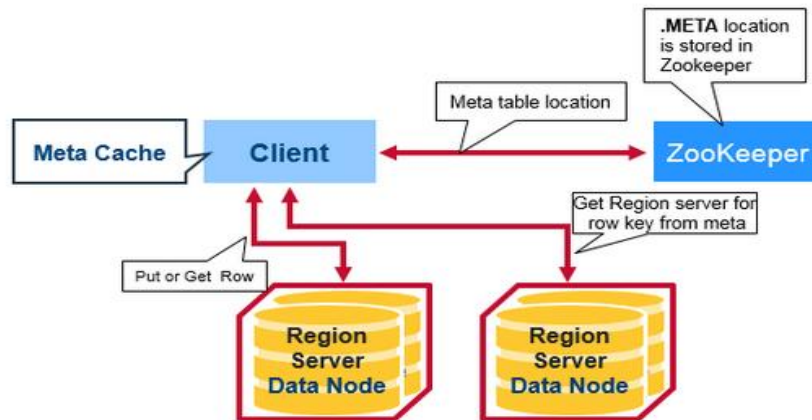 .META location
is stored in
Zookeeper
Meta table location
Meta Cache
Client
ZooKeeper
Get Region server for
row key from meta
Put or Get Row
Region
Server
Data Node
Region
Server
Data Node